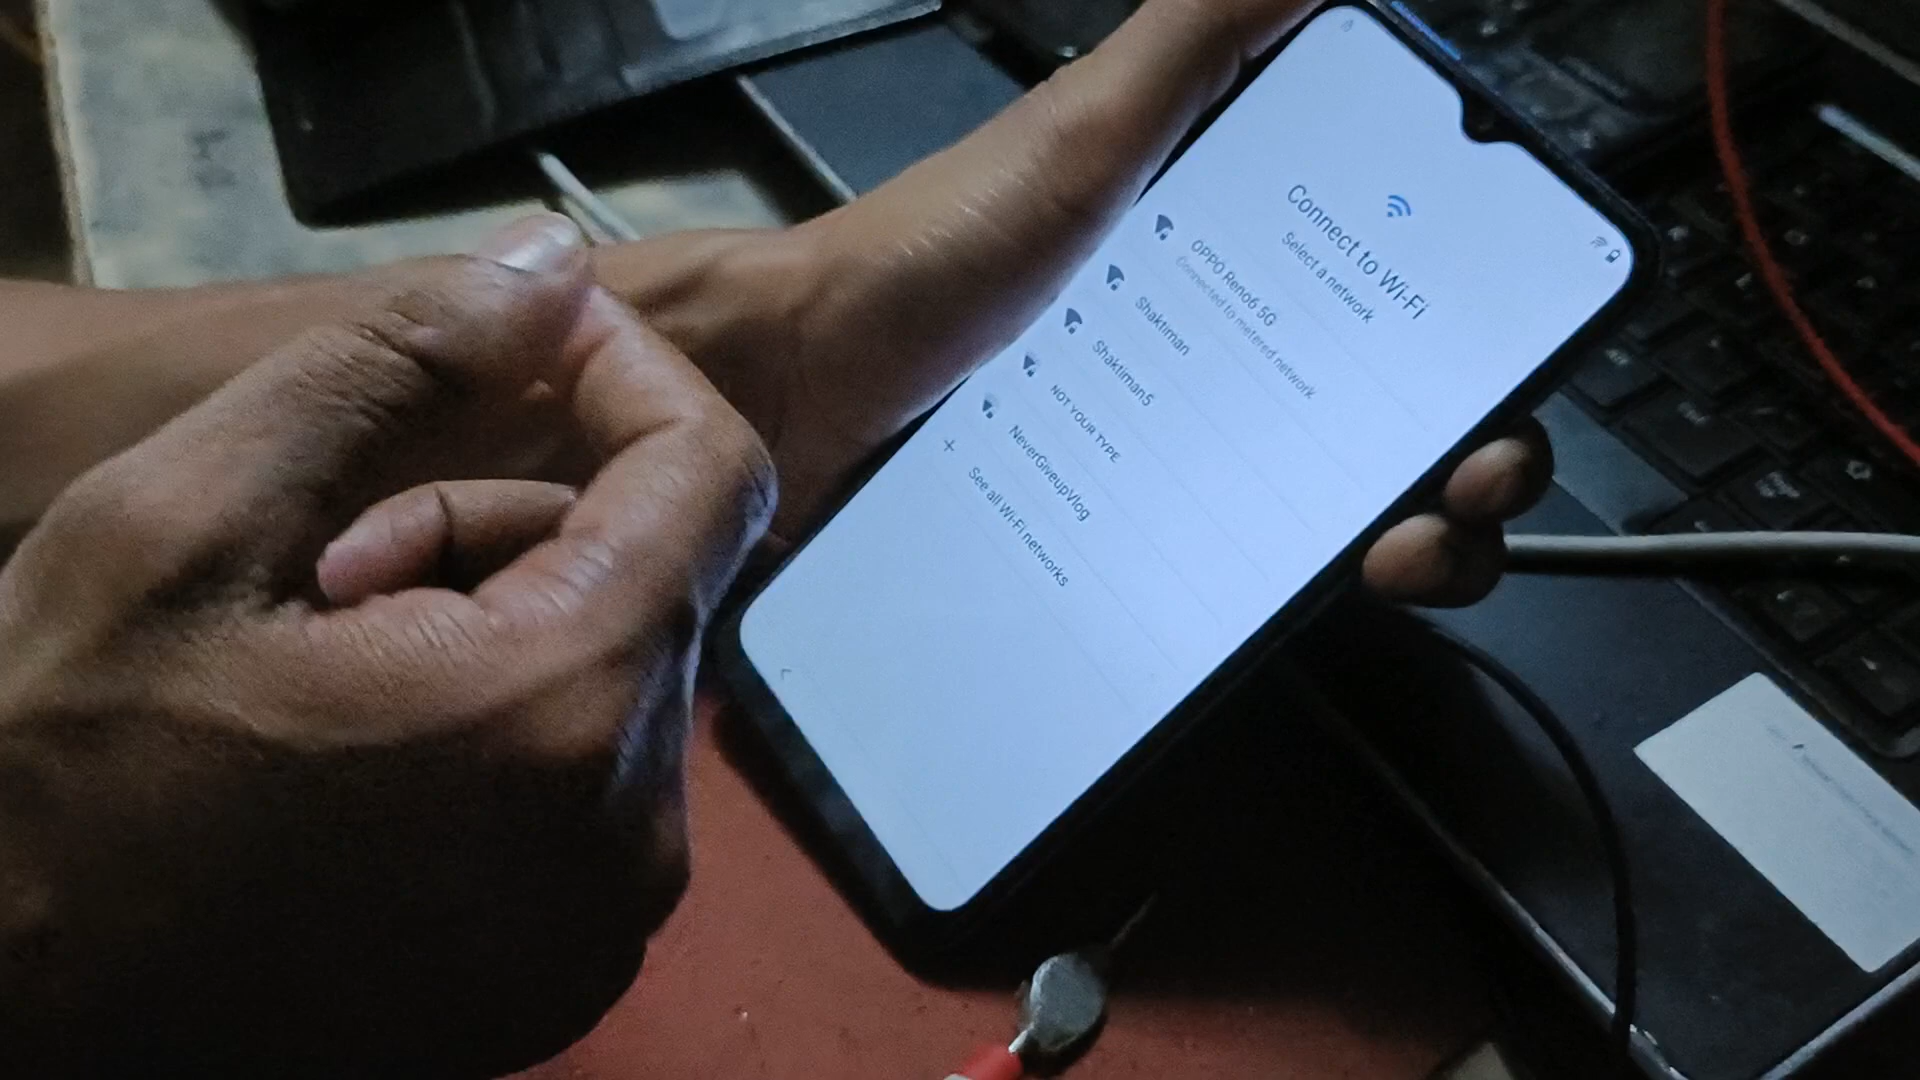 Connect to Wi-Fi
Select a network
OPPO Reno6 5G
Connected to metered network
Shaktiman
Shaktiman5
NOT YOUR TYPE
NeverGiveupVlog
See all Wi-Fi networks